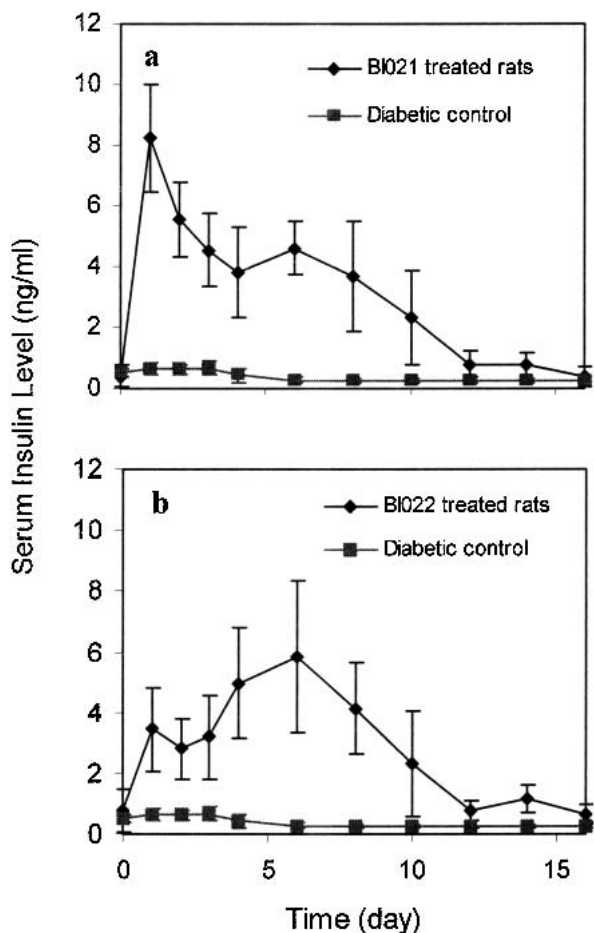 12
a
BI021 treated rats
10
Diabetic control
8
6
4
2
0
Serum Insulin Level (ng/ml)
12
b
BI022 treated rats
10
Diabetic control
8
6
4
2
0
0 5 10 15
Time (day)